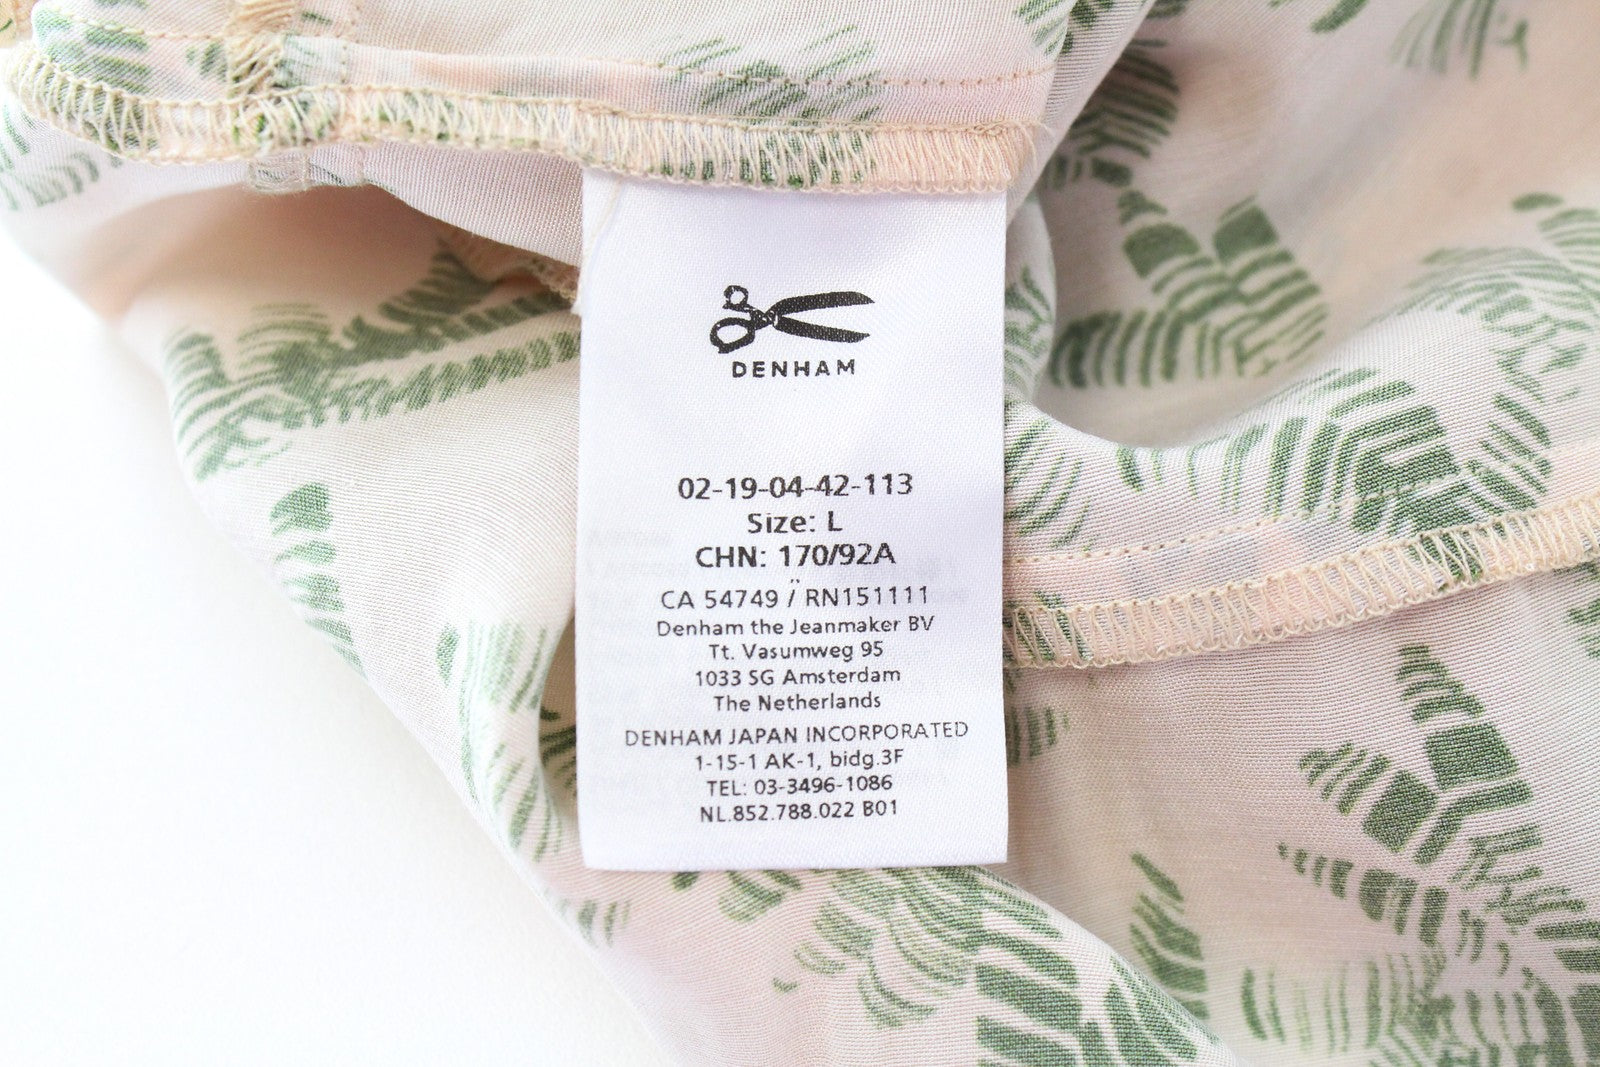 DENHAM
02-19-04-42-113
Size: L
CHN: 170/92A
CA 54749 / RN151111
Denham the Jeanmaker BV
Tt. Vasumweg 95
1033 SG Amsterdam
The Netherlands
DENHAM JAPAN INCORPORATED
1-15-1 AK-1, bidg.3F
TEL: 03-3496-1086
NL.852.788.022 B01